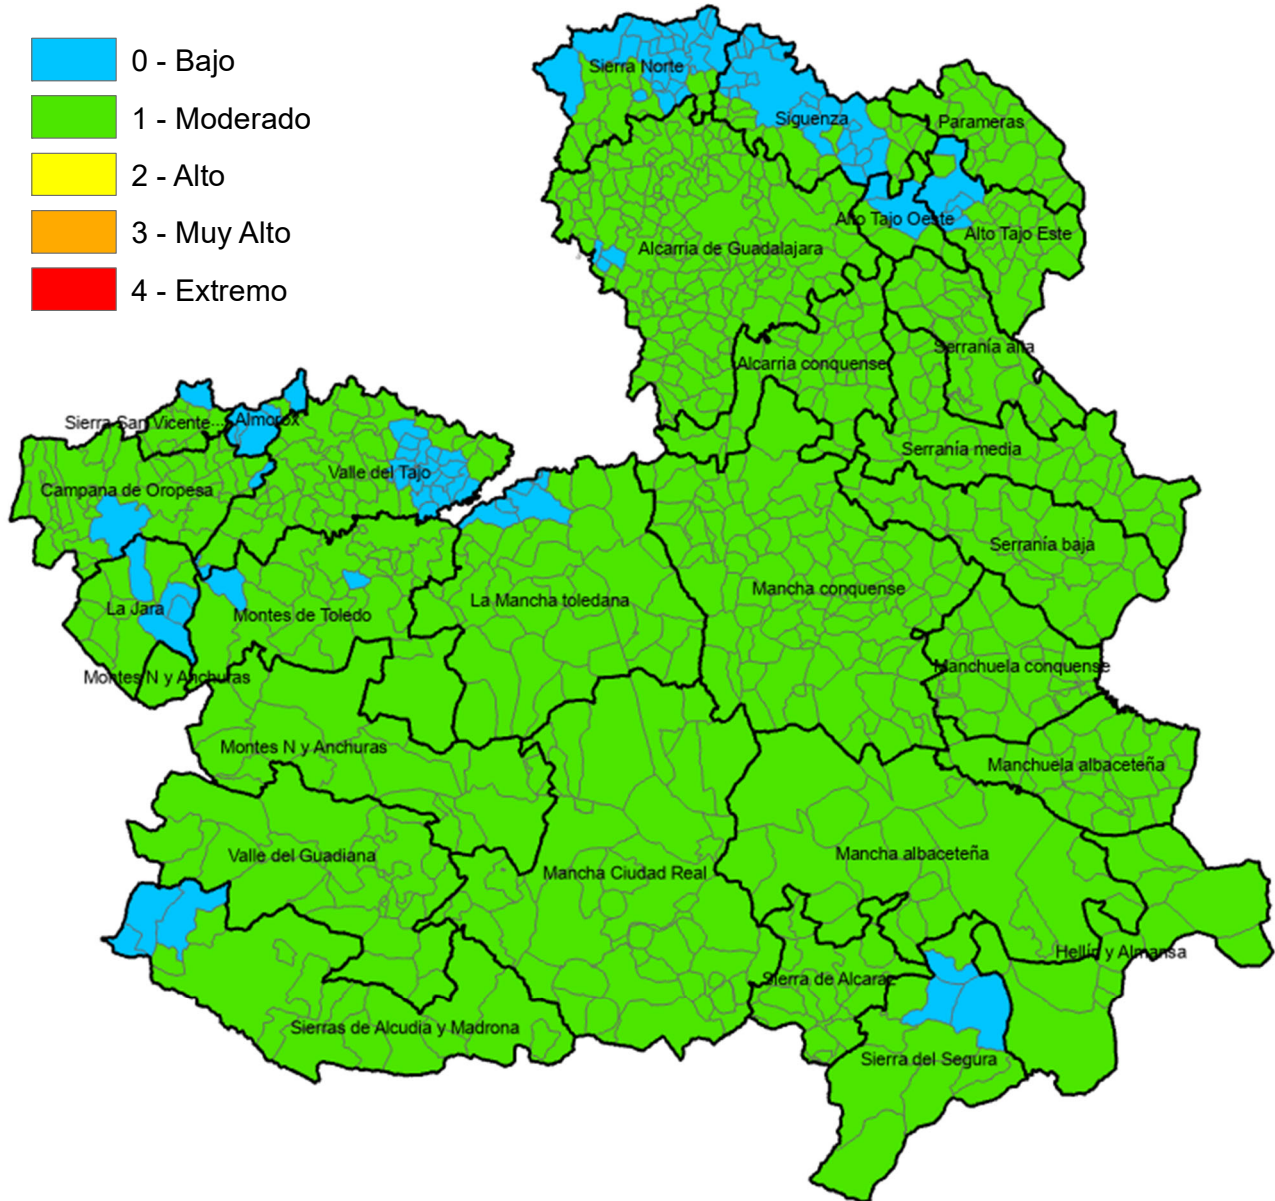 0 - Bajo
1 - Moderado
2 - Alto
3 - Muy Alto
4 - Extremo
Sierra Norte
Siguenza
Parameras
Alto Tajo Oeste
Alto Tajo Este
Alcarria de Guadalajara
Serranía alta
Alcarria conquense
Sierra San Vicente...
Almorox
Serranía media
Valle del Tajo
Campana de Oropesa
Serranía baja
Mancha conquense
La Mancha toledana
La Jara
Montes de Toledo
Manchuela conquense
Montes N y Anchuras
Montes N y Anchuras
Manchuela albaceteña
Valle del Guadiana
Mancha albaceteña
Mancha Ciudad Real
Hellín y Almansa
Sierra de Alcaraz
Sierras de Alcudia y Madrona
Sierra del Segura